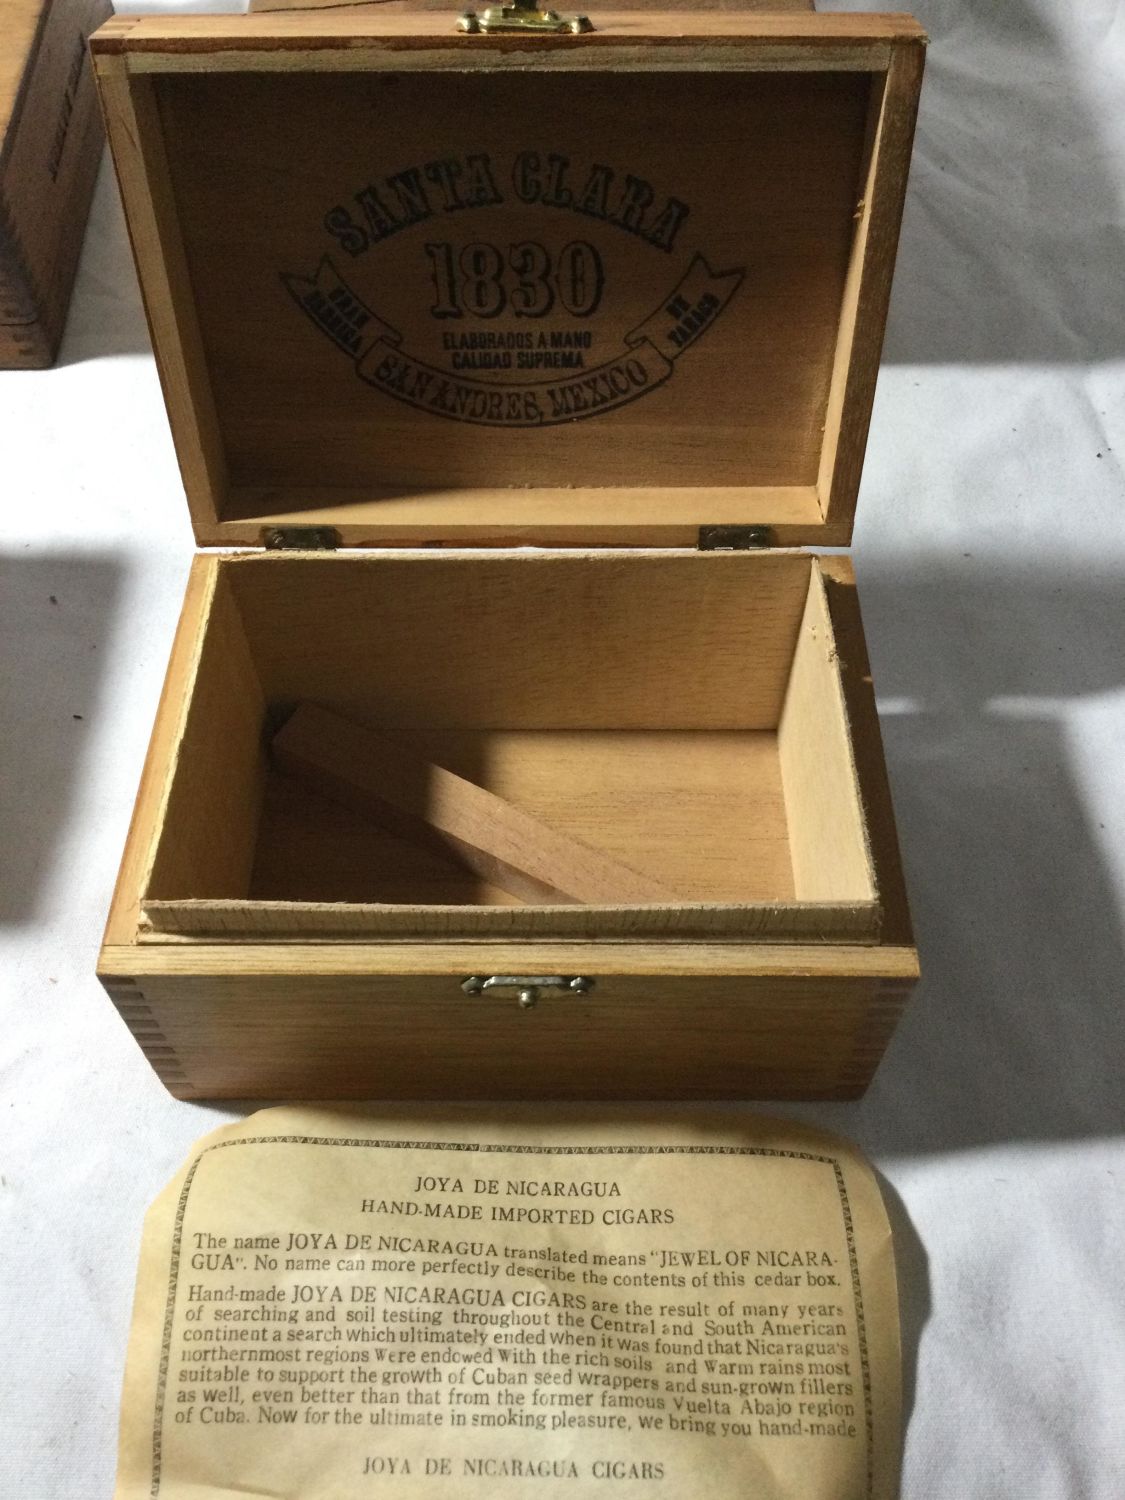 SANTA CLARA
1830
GRAN FABRICA
DE TABACO
ELABORADOS A MANO
CALIDAD SUPREMA
SAN ANDRES, MEXICO
JOYA DE NICARAGUA
HAND-MADE IMPORTED CIGARS
The name JOYA DE NICARAGUA translated means "JEWEL OF NICARA-
GUA". No name can more perfectly describe the contents of this cedar box.
Hand-made JOYA DE NICARAGUA CIGARS are the result of many years
of searching and soil testing throughout the Central and South American
continent a search which ultimately ended when it was found that Nicaragua's
northernmost regions were endowed with the rich soils and warm rains most
suitable to support the growth of Cuban seed wrappers and sun-grown fillers
as well, even better than that from the former famous Vuelta Abajo region
of Cuba. Now for the ultimate in smoking pleasure, we bring you hand-made
JOYA DE NICARAGUA CIGARS